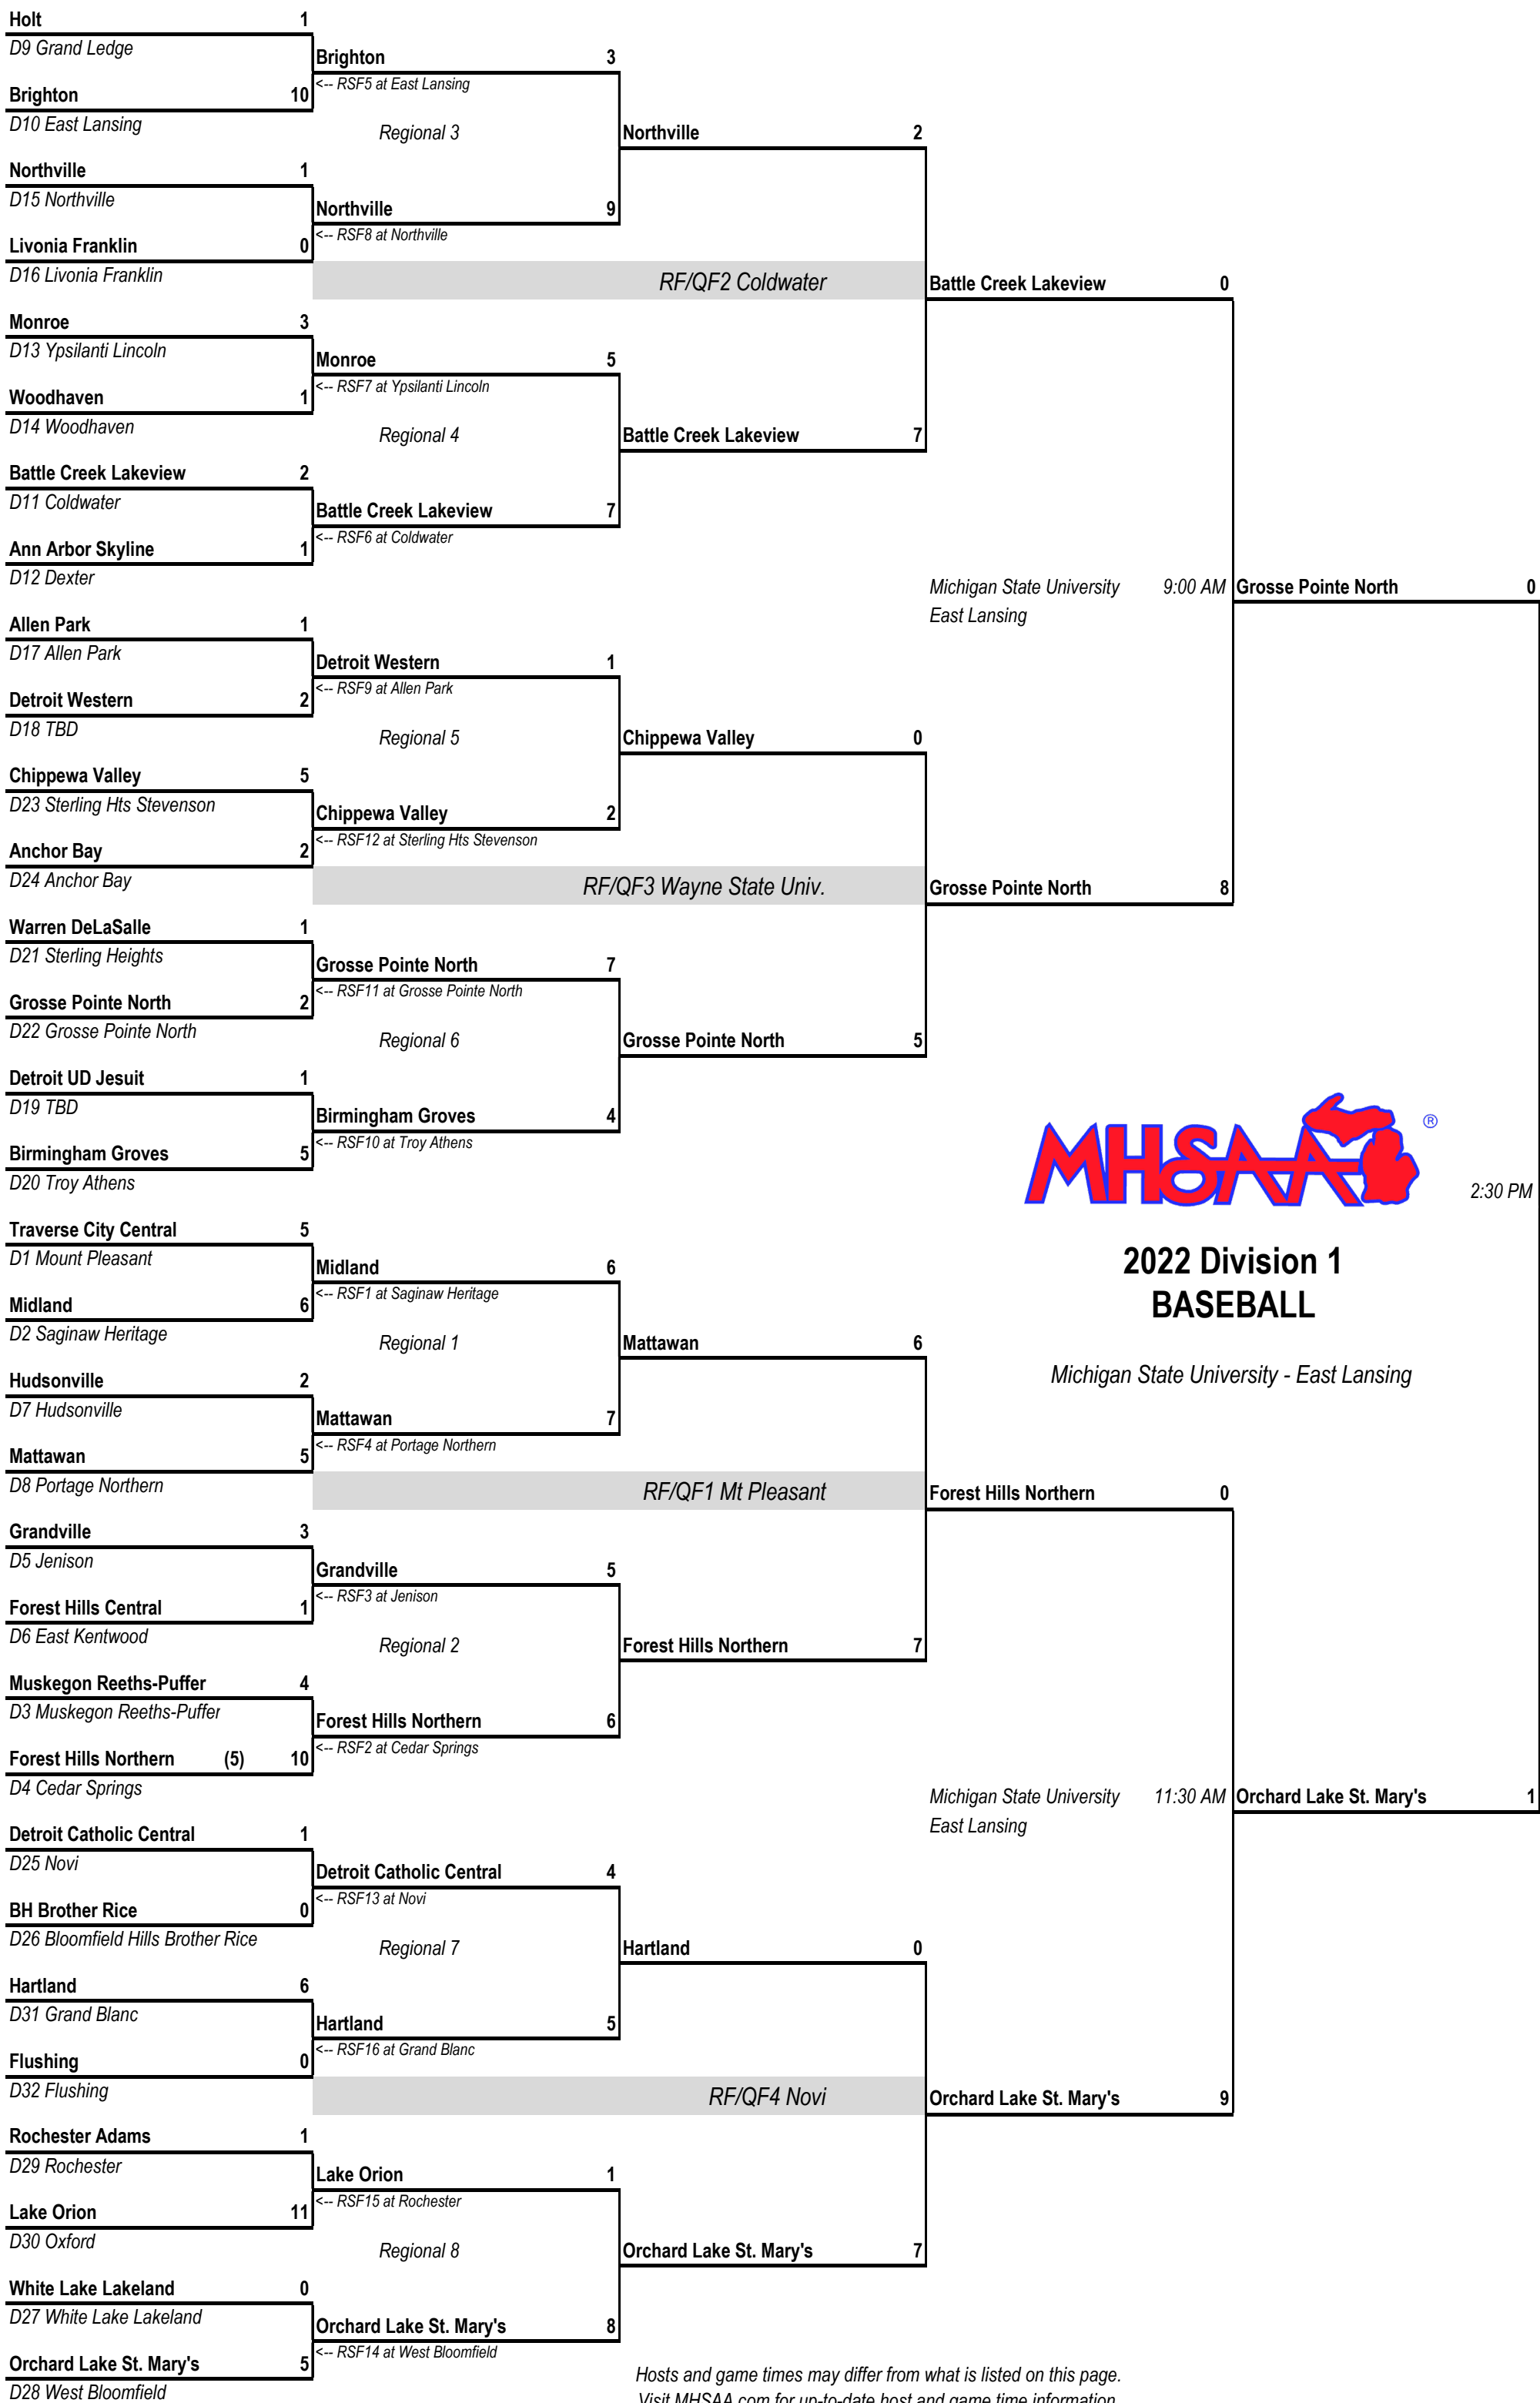 Holt 1
D9 Grand Ledge
Brighton 3
<-- RSF5 at East Lansing
Brighton 10
D10 East Lansing
Regional 3
Northville 2
Northville 1
D15 Northville
Northville 9
<-- RSF8 at Northville
Livonia Franklin 0
D16 Livonia Franklin
RF/QF2 Coldwater
Battle Creek Lakeview 0
Monroe 3
D13 Ypsilanti Lincoln
Monroe 5
<-- RSF7 at Ypsilanti Lincoln
Woodhaven 1
D14 Woodhaven
Regional 4
Battle Creek Lakeview 7
Battle Creek Lakeview 2
D11 Coldwater
Battle Creek Lakeview 7
<-- RSF6 at Coldwater
Ann Arbor Skyline 1
D12 Dexter
Michigan State University 9:00 AM
East Lansing
Grosse Pointe North 0
Allen Park 1
D17 Allen Park
Detroit Western 1
<-- RSF9 at Allen Park
Detroit Western 2
D18 TBD
Regional 5
Chippewa Valley 0
Chippewa Valley 5
D23 Sterling Hts Stevenson
Chippewa Valley 2
<-- RSF12 at Sterling Hts Stevenson
Anchor Bay 2
D24 Anchor Bay
RF/QF3 Wayne State Univ.
Grosse Pointe North 8
Warren DeLaSalle 1
D21 Sterling Heights
Grosse Pointe North 7
<-- RSF11 at Grosse Pointe North
Grosse Pointe North 2
D22 Grosse Pointe North
Regional 6
Grosse Pointe North 5
Detroit UD Jesuit 1
D19 TBD
Birmingham Groves 4
<-- RSF10 at Troy Athens
Birmingham Groves 5
D20 Troy Athens
MHSAA ®
2:30 PM
2022 Division 1
BASEBALL
Michigan State University - East Lansing
Traverse City Central 5
D1 Mount Pleasant
Midland 6
<-- RSF1 at Saginaw Heritage
Midland 6
D2 Saginaw Heritage
Regional 1
Mattawan 6
Hudsonville 2
D7 Hudsonville
Mattawan 7
<-- RSF4 at Portage Northern
Mattawan 5
D8 Portage Northern
RF/QF1 Mt Pleasant
Forest Hills Northern 0
Grandville 3
D5 Jenison
Grandville 5
<-- RSF3 at Jenison
Forest Hills Central 1
D6 East Kentwood
Regional 2
Forest Hills Northern 7
Muskegon Reeths-Puffer 4
D3 Muskegon Reeths-Puffer
Forest Hills Northern 6
<-- RSF2 at Cedar Springs
Forest Hills Northern (5) 10
D4 Cedar Springs
Michigan State University 11:30 AM
East Lansing
Orchard Lake St. Mary's 1
Detroit Catholic Central 1
D25 Novi
Detroit Catholic Central 4
<-- RSF13 at Novi
BH Brother Rice 0
D26 Bloomfield Hills Brother Rice
Regional 7
Hartland 0
Hartland 6
D31 Grand Blanc
Hartland 5
<-- RSF16 at Grand Blanc
Flushing 0
D32 Flushing
RF/QF4 Novi
Orchard Lake St. Mary's 9
Rochester Adams 1
D29 Rochester
Lake Orion 1
<-- RSF15 at Rochester
Lake Orion 11
D30 Oxford
Regional 8
Orchard Lake St. Mary's 7
White Lake Lakeland 0
D27 White Lake Lakeland
Orchard Lake St. Mary's 8
<-- RSF14 at West Bloomfield
Orchard Lake St. Mary's 5
D28 West Bloomfield
Hosts and game times may differ from what is listed on this page.
Visit MHSAA.com for up-to-date host and game time information